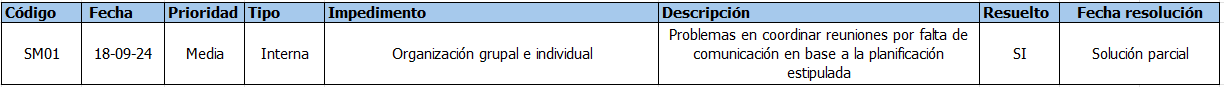 Código Fecha Prioridad Tipo Impedimento Descripción Resuelto Fecha resolución
SM01 18-09-24 Media Interna Organización grupal e individual Problemas en coordinar reuniones por falta de comunicación en base a la planificación estipulada SI Solución parcial